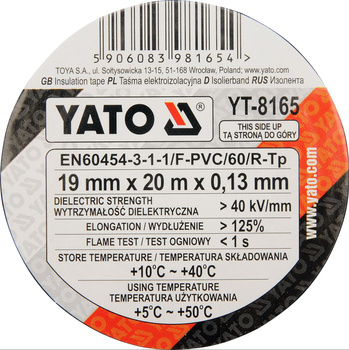 5906083981654
TOYA S.A., ul. Sołtysowicka 13-15, 51-168 Wrocław, Poland; www.yato.com
GB Insulation tape PL Taśma elektroizolacyjna D Isolierband RUS Изолента
YATO YT-8165
THIS SIDE UP
TĄ STRONĄ DO GÓRY
EN60454-3-1-1/F-PVC/60/R-Tp
19 mm x 20 m x 0,13 mm
DIELECTRIC STRENGTH
WYTRZYMAŁOŚĆ DIELEKTRYCZNA > 40 kV/mm
ELONGATION / WYDŁUŻENIE > 125%
FLAME TEST / TEST OGNIOWY < 1 s
STORE TEMPERATURE / TEMPERATURA SKŁADOWANIA
+10°C ~ +40°C
USING TEMPERATURE
TEMPERATURA UŻYTKOWANIA
+5°C ~ +50°C
www.yato.com